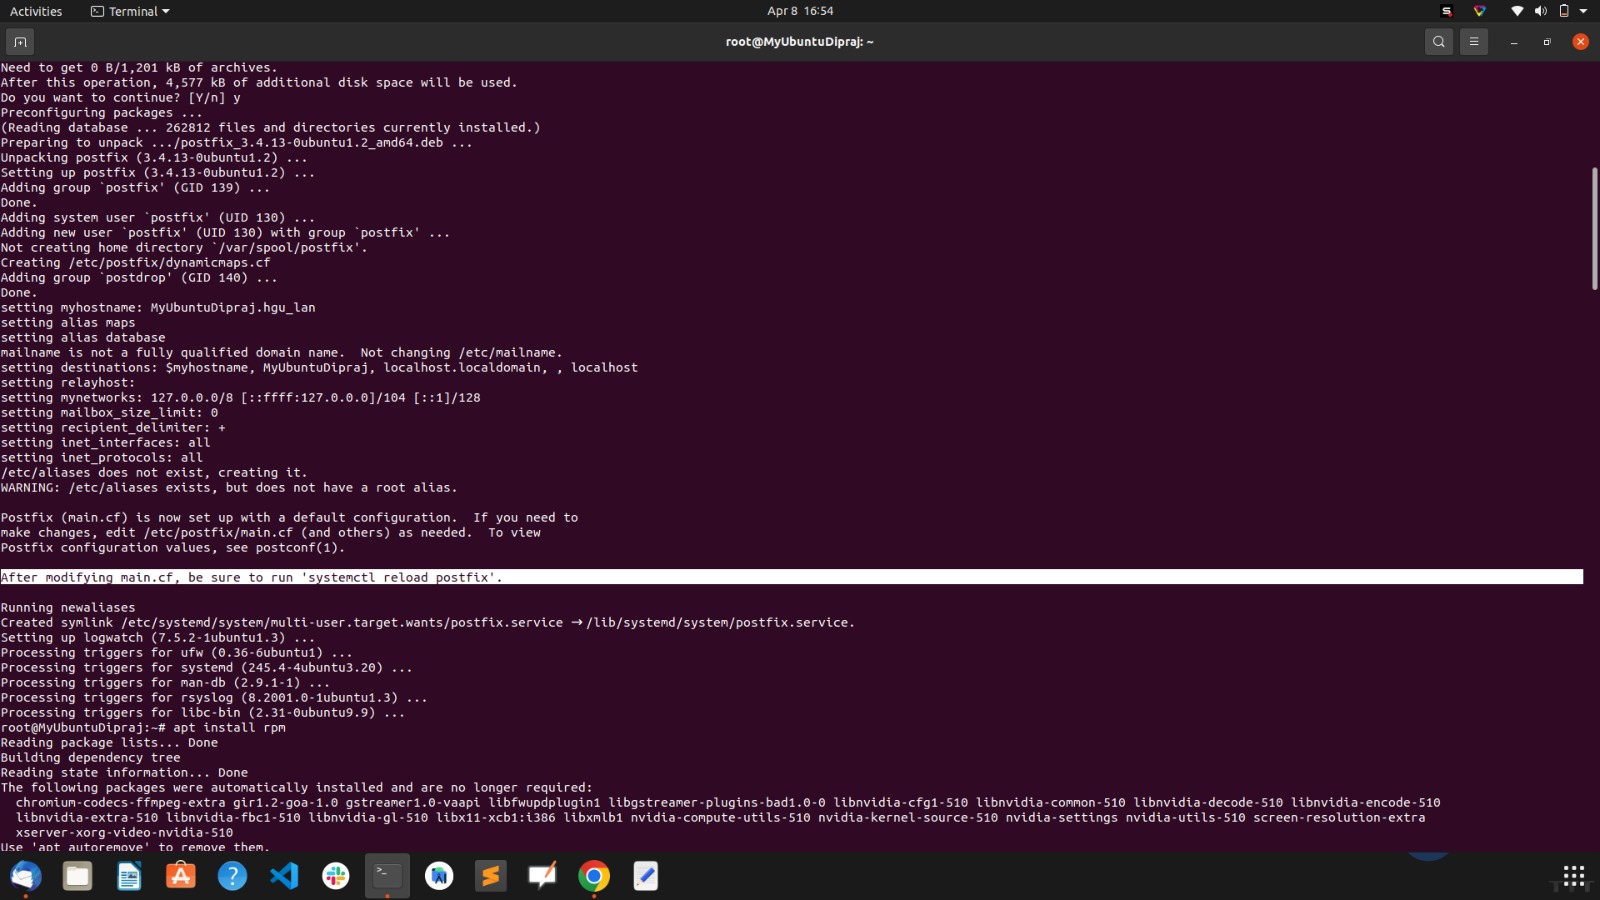 Activities
Terminal
Apr 8  16:54
root@MyUbuntuDipraj: ~
Need to get 0 B/1,201 kB of archives.
After this operation, 4,577 kB of additional disk space will be used.
Do you want to continue? [Y/n] y
Preconfiguring packages ...
(Reading database ... 262812 files and directories currently installed.)
Preparing to unpack .../postfix_3.4.13-0ubuntu1.2_amd64.deb ...
Unpacking postfix (3.4.13-0ubuntu1.2) ...
Setting up postfix (3.4.13-0ubuntu1.2) ...
Adding group `postfix' (GID 139) ...
Done.
Adding system user `postfix' (UID 130) ...
Adding new user `postfix' (UID 130) with group `postfix' ...
Not creating home directory `/var/spool/postfix'.
Creating /etc/postfix/dynamicmaps.cf
Adding group `postdrop' (GID 140) ...
Done.
setting myhostname: MyUbuntuDipraj.hgu_lan
setting alias maps
setting alias database
mailname is not a fully qualified domain name.  Not changing /etc/mailname.
setting destinations: $myhostname, MyUbuntuDipraj, localhost.localdomain, , localhost
setting relayhost:
setting mynetworks: 127.0.0.0/8 [::ffff:127.0.0.0]/104 [::1]/128
setting mailbox_size_limit: 0
setting recipient_delimiter: +
setting inet_interfaces: all
setting inet_protocols: all
/etc/aliases does not exist, creating it.
WARNING: /etc/aliases exists, but does not have a root alias.
Postfix (main.cf) is now set up with a default configuration.  If you need to
make changes, edit /etc/postfix/main.cf (and others) as needed.  To view
Postfix configuration values, see postconf(1).
After modifying main.cf, be sure to run 'systemctl reload postfix'.
Running newaliases
Created symlink /etc/systemd/system/multi-user.target.wants/postfix.service → /lib/systemd/system/postfix.service.
Setting up logwatch (7.5.2-1ubuntu1.3) ...
Processing triggers for ufw (0.36-6ubuntu1) ...
Processing triggers for systemd (245.4-4ubuntu3.20) ...
Processing triggers for man-db (2.9.1-1) ...
Processing triggers for rsyslog (8.2001.0-1ubuntu1.3) ...
Processing triggers for libc-bin (2.31-0ubuntu9.9) ...
root@MyUbuntuDipraj:~# apt install rpm
Reading package lists... Done
Building dependency tree
Reading state information... Done
The following packages were automatically installed and are no longer required:
  chromium-codecs-ffmpeg-extra gir1.2-goa-1.0 gstreamer1.0-vaapi libfwupdplugin1 libgstreamer-plugins-bad1.0-0 libnvidia-cfg1-510 libnvidia-common-510 libnvidia-decode-510 libnvidia-encode-510
  libnvidia-extra-510 libnvidia-fbc1-510 libnvidia-gl-510 libx11-xcb1:i386 libxmlb1 nvidia-compute-utils-510 nvidia-kernel-source-510 nvidia-settings nvidia-utils-510 screen-resolution-extra
  xserver-xorg-video-nvidia-510
Use 'apt autoremove' to remove them.